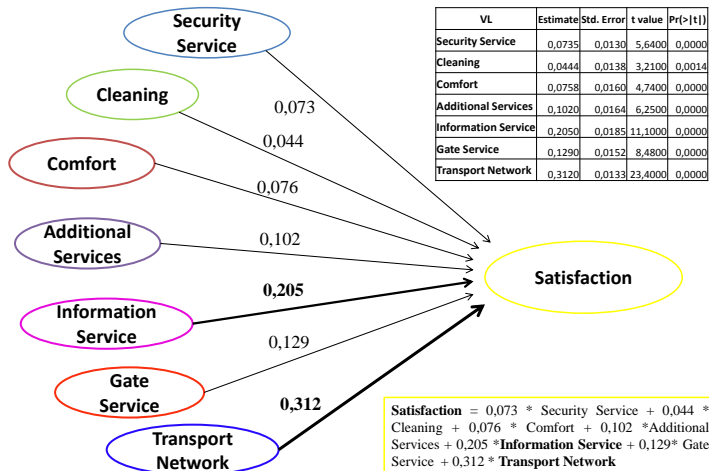 Security
Service
Cleaning
Comfort
Additional
Services
Information
Service
Gate
Service
Transport
Network
0,073
0,044
0,076
0,102
0,205
0,129
0,312
Satisfaction
VL Estimate Std. Error t value Pr(>|t|)
Security Service 0,0735 0,0130 5,6400 0,0000
Cleaning 0,0444 0,0138 3,2100 0,0014
Comfort 0,0758 0,0160 4,7400 0,0000
Additional Services 0,1020 0,0164 6,2500 0,0000
Information Service 0,2050 0,0185 11,1000 0,0000
Gate Service 0,1290 0,0152 8,4800 0,0000
Transport Network 0,3120 0,0133 23,4000 0,0000
Satisfaction = 0,073 * Security Service + 0,044 *
Cleaning + 0,076 * Comfort + 0,102 *Additional
Services + 0,205 *Information Service + 0,129* Gate
Service + 0,312 * Transport Network